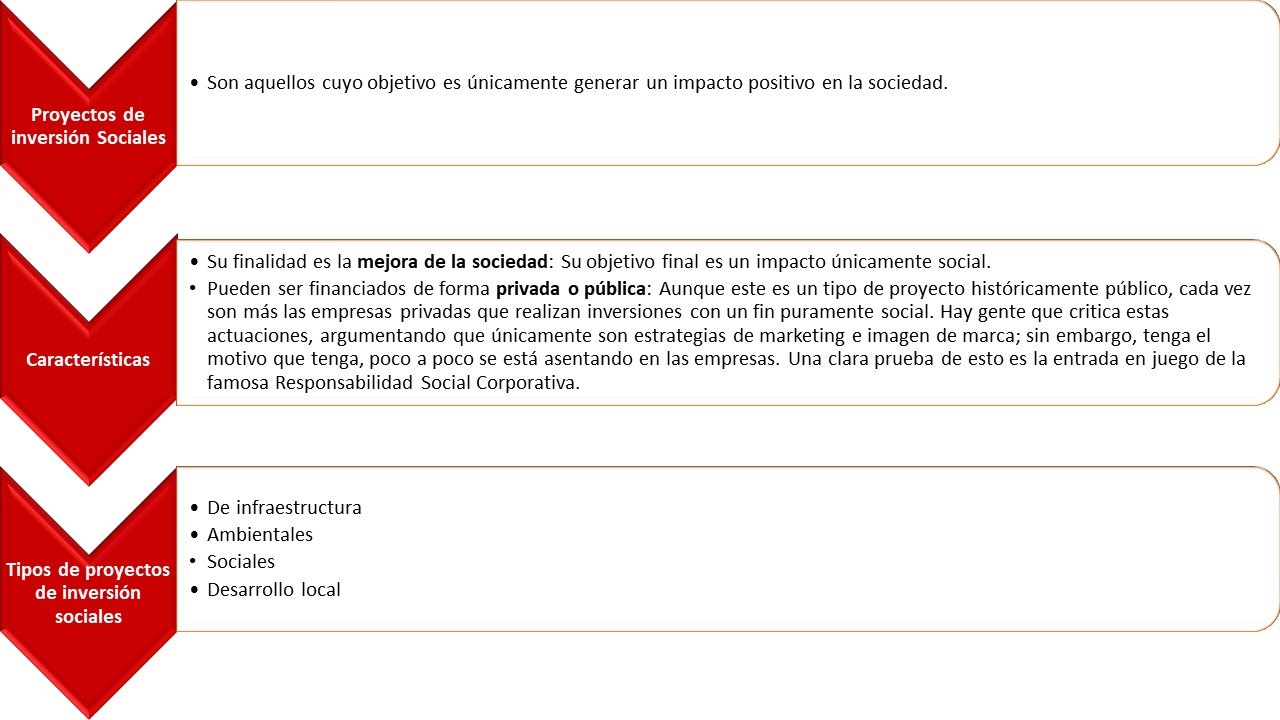 Proyectos de
inversión Sociales
• Son aquellos cuyo objetivo es únicamente generar un impacto positivo en la sociedad.
Características
• Su finalidad es la mejora de la sociedad: Su objetivo final es un impacto únicamente social.
• Pueden ser financiados de forma privada o pública: Aunque este es un tipo de proyecto históricamente público, cada vez
son más las empresas privadas que realizan inversiones con un fin puramente social. Hay gente que critica estas
actuaciones, argumentando que únicamente son estrategias de marketing e imagen de marca; sin embargo, tenga el
motivo que tenga, poco a poco se está asentando en las empresas. Una clara prueba de esto es la entrada en juego de la
famosa Responsabilidad Social Corporativa.
Tipos de proyectos
de inversión
sociales
• De infraestructura
• Ambientales
• Sociales
• Desarrollo local